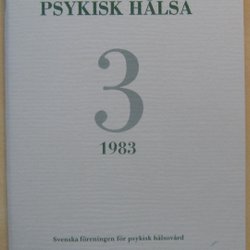 PSYKISK HÄLSA
3
1983
Svenska föreningen för psykisk hälsovård